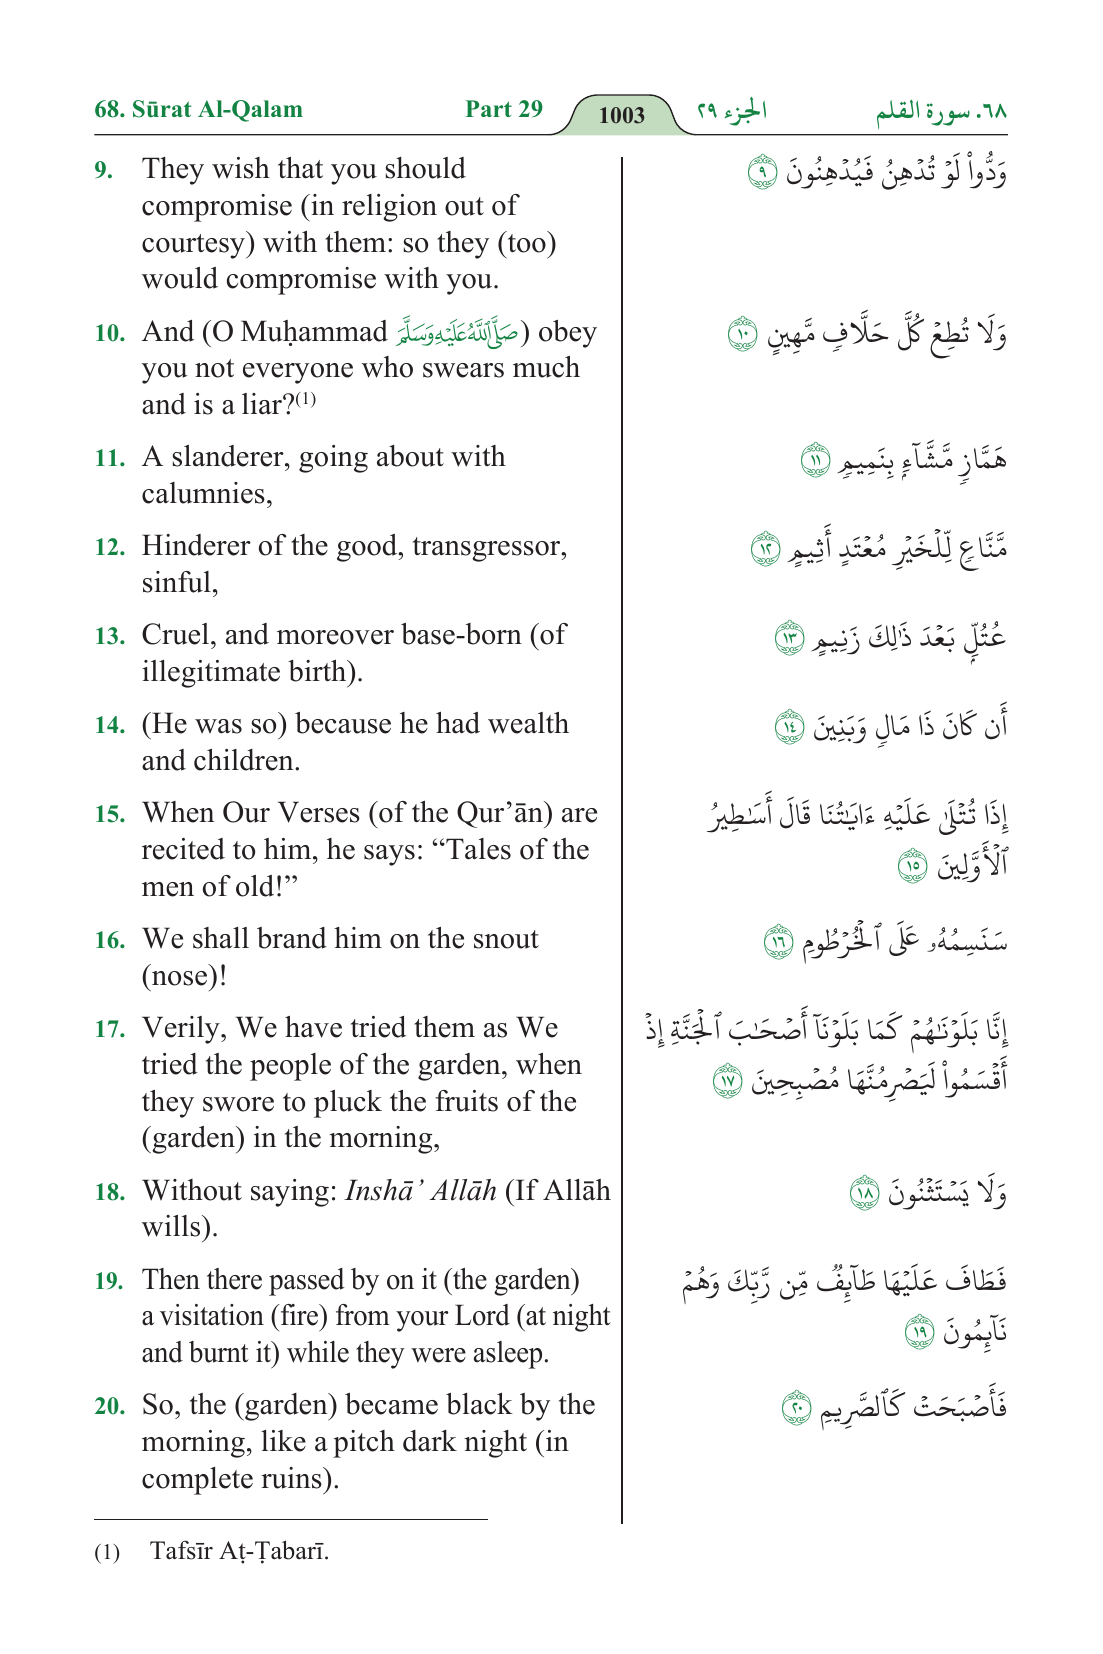 68. Sūrat Al-Qalam Part 29 1003 الجزء ٢٩ ٦٨. سورة القلم
9. They wish that you should
compromise (in religion out of
courtesy) with them: so they (too)
would compromise with you.
10. And (O Muḥammad صَلَّى ٱللَّهُ عَلَيْهِ وَسَلَّمَ) obey
you not everyone who swears much
and is a liar?(1)
11. A slanderer, going about with
calumnies,
12. Hinderer of the good, transgressor,
sinful,
13. Cruel, and moreover base-born (of
illegitimate birth).
14. (He was so) because he had wealth
and children.
15. When Our Verses (of the Qur’ān) are
recited to him, he says: “Tales of the
men of old!”
16. We shall brand him on the snout
(nose)!
17. Verily, We have tried them as We
tried the people of the garden, when
they swore to pluck the fruits of the
(garden) in the morning,
18. Without saying: Inshā’ Allāh (If Allāh
wills).
19. Then there passed by on it (the garden)
a visitation (fire) from your Lord (at night
and burnt it) while they were asleep.
20. So, the (garden) became black by the
morning, like a pitch dark night (in
complete ruins).
وَدُّواْ لَوۡ تُدۡهِنُ فَيُدۡهِنُونَ ٩
وَلَا تُطِعۡ كُلَّ حَلَّافٖ مَّهِينٍ ١٠
هَمَّازٖ مَّشَّآءِۭ بِنَمِيمٖ ١١
مَّنَّاعٖ لِّلۡخَيۡرِ مُعۡتَدٍ أَثِيمٍ ١٢
عُتُلِّۭ بَعۡدَ ذَٰلِكَ زَنِيمٍ ١٣
أَن كَانَ ذَا مَالٖ وَبَنِينَ ١٤
إِذَا تُتۡلَىٰ عَلَيۡهِ ءَايَٰتُنَا قَالَ أَسَٰطِيرُ
ٱلۡأَوَّلِينَ ١٥
سَنَسِمُهُۥ عَلَى ٱلۡخُرۡطُومِ ١٦
إِنَّا بَلَوۡنَٰهُمۡ كَمَا بَلَوۡنَآ أَصۡحَٰبَ ٱلۡجَنَّةِ إِذۡ
أَقۡسَمُواْ لَيَصۡرِمُنَّهَا مُصۡبِحِينَ ١٧
وَلَا يَسۡتَثۡنُونَ ١٨
فَطَافَ عَلَيۡهَا طَآئِفٞ مِّن رَّبِّكَ وَهُمۡ
نَآئِمُونَ ١٩
فَأَصۡبَحَتۡ كَٱلصَّرِيمِ ٢٠
(1) Tafsīr Aṭ-Ṭabarī.